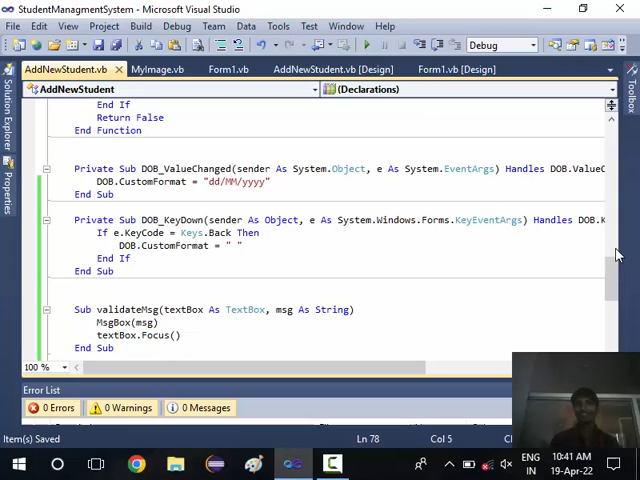 StudentManagmentSystem - Microsoft Visual Studio
File Edit View Project Build Debug Team Data Tools Test Window Help
Debug
AddNewStudent.vb MyImage.vb Form1.vb AddNewStudent.vb [Design] Form1.vb [Design]
AddNewStudent (Declarations)
Solution Explorer
Properties
Toolbox
End If
Return False
End Function
Private Sub DOB_ValueChanged(sender As System.Object, e As System.EventArgs) Handles DOB.ValueC
DOB.CustomFormat = "dd/MM/yyyy"
End Sub
Private Sub DOB_KeyDown(sender As Object, e As System.Windows.Forms.KeyEventArgs) Handles DOB.K
If e.KeyCode = Keys.Back Then
DOB.CustomFormat = " "
End If
End Sub
Sub validateMsg(textBox As TextBox, msg As String)
MsgBox(msg)
textBox.Focus()
End Sub
100 %
Error List
0 Errors 0 Warnings 0 Messages
Item(s) Saved Ln 78 Col 5
ENG 10:41 AM
IN 19-Apr-22